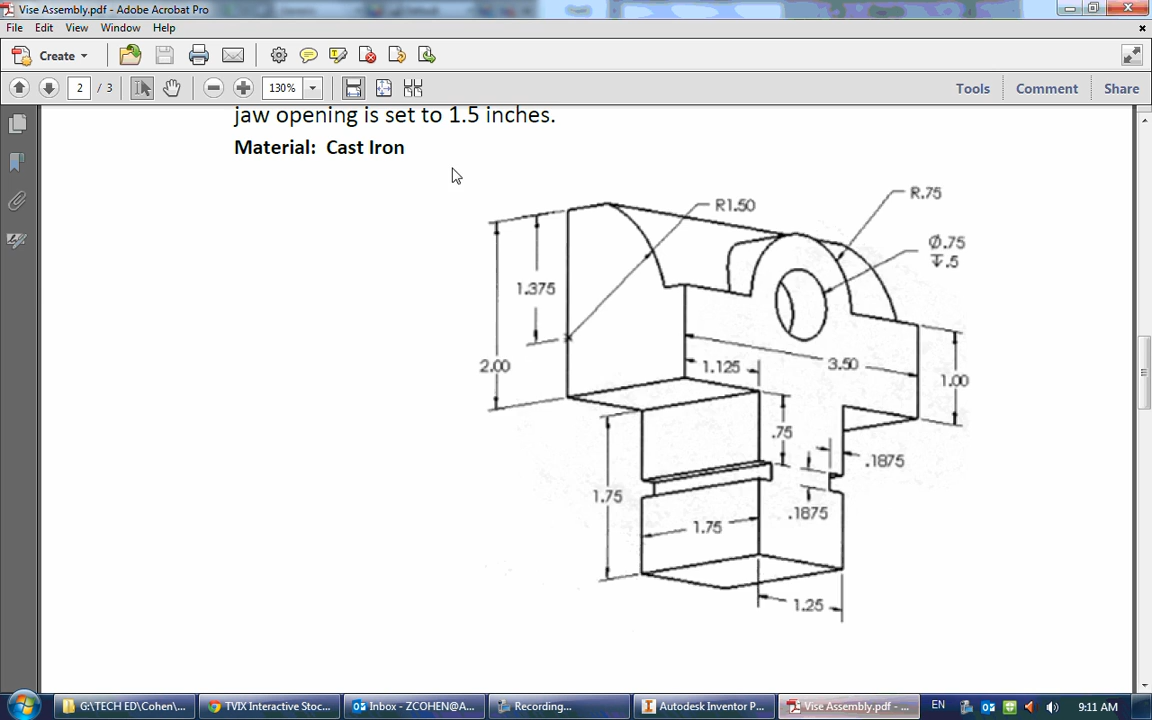 Vise Assembly.pdf - Adobe Acrobat Pro
File Edit View Window Help
Create
2 / 3 130% Tools Comment Share
jaw opening is set to 1.5 inches.
Material: Cast Iron
R1.50
R.75
Ø.75
↧.5
1.375
2.00
1.125
3.50
1.00
.75
.1875
1.75
.1875
1.75
1.25
G:\TECH ED\Cohen\... TVIX Interactive Stoc... Inbox - ZCOHEN@A... Recording... Autodesk Inventor P... Vise Assembly.pdf - ... EN 9:11 AM